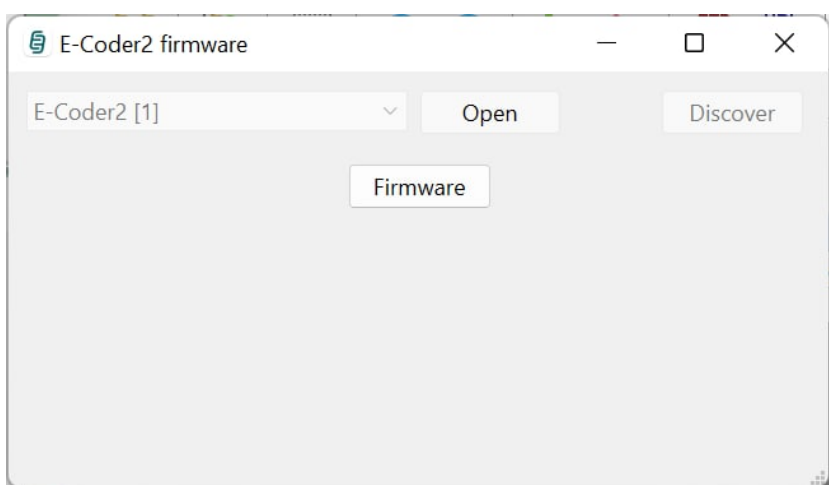 E-Coder2 firmware
E-Coder2 [1]
Open
Discover
Firmware